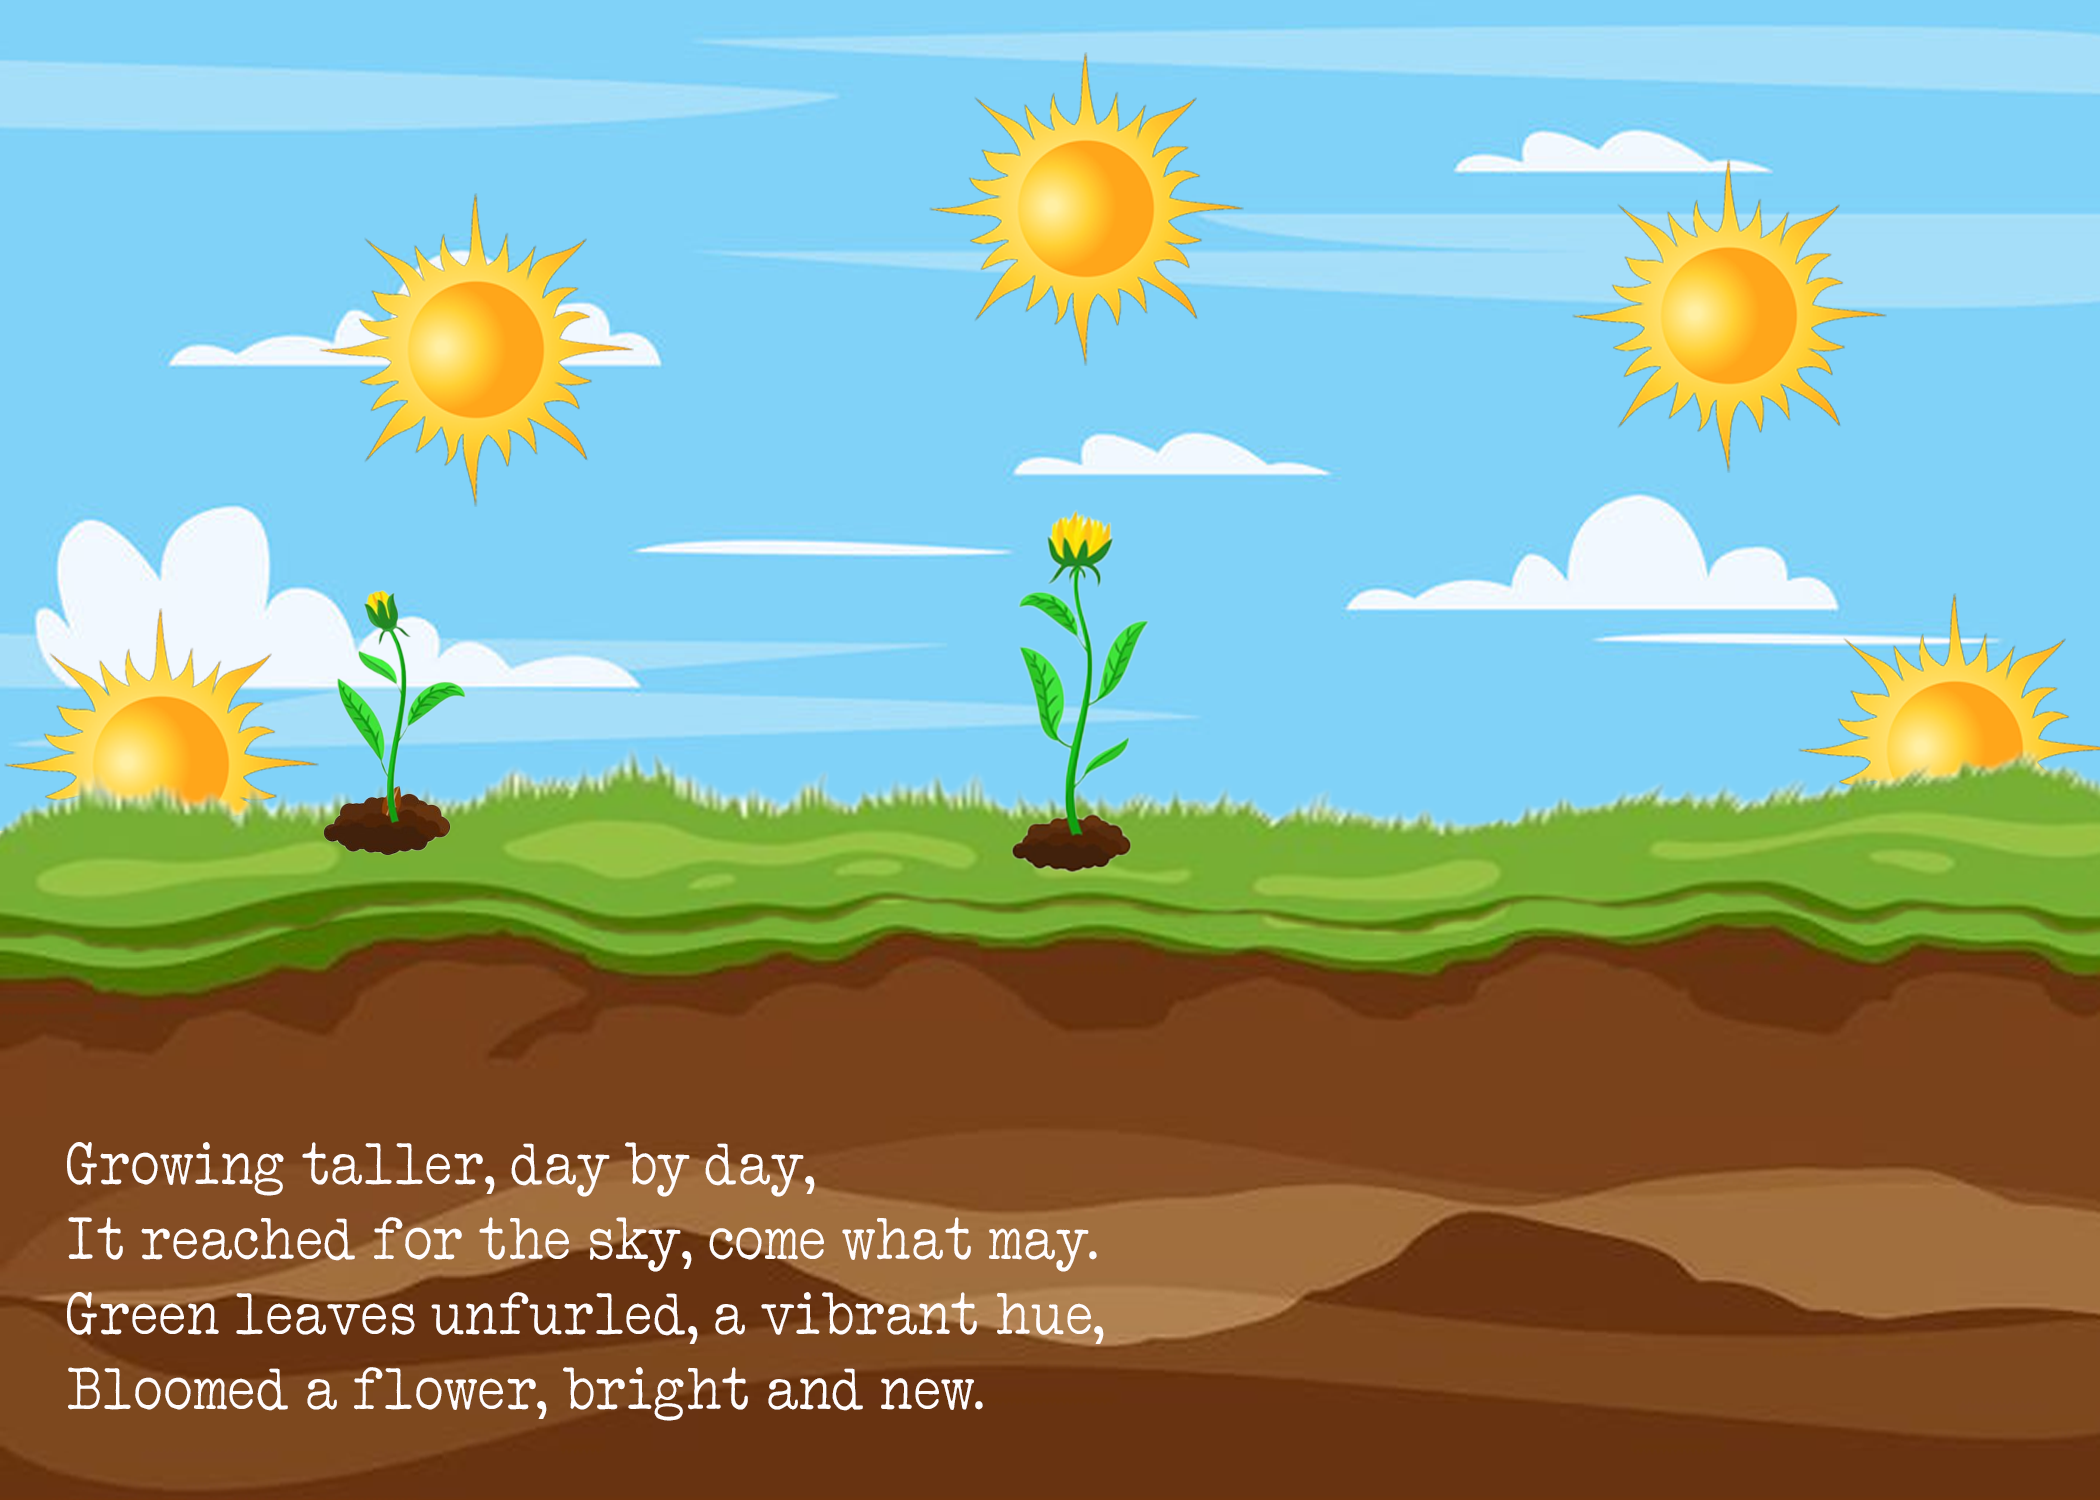 Growing taller, day by day,
It reached for the sky, come what may.
Green leaves unfurled, a vibrant hue,
Bloomed a flower, bright and new.